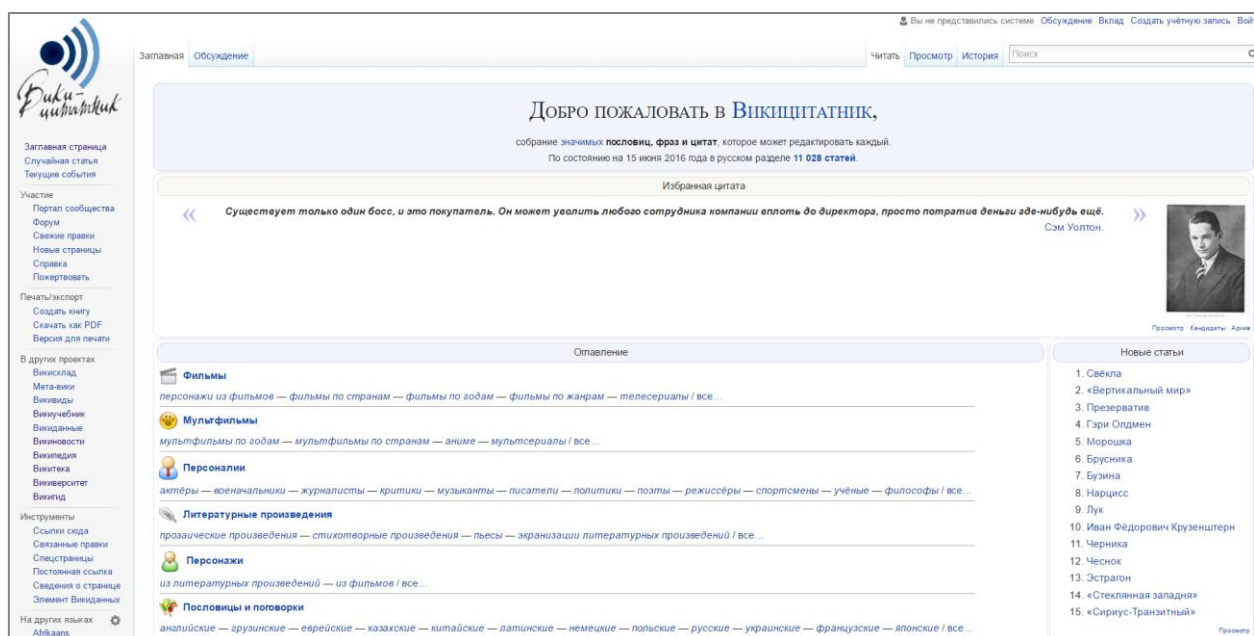 Вы не представились системе Обсуждение Вклад Создать учётную запись Вой
Заглавная Обсуждение
Читать Просмотр История Поиск
Вики-
цитатник
Добро пожаловать в Викицитатник,
собрание значимых пословиц, фраз и цитат, которое может редактировать каждый.
По состоянию на 15 июня 2016 года в русском разделе 11 028 статей.
Заглавная страница
Случайная статья
Текущие события
Участие
Портал сообщества
Форум
Свежие правки
Новые страницы
Справка
Пожертвовать
Печать/экспорт
Создать книгу
Скачать как PDF
Версия для печати
В других проектах
Викисклад
Мета-вики
Викивиды
Викиучебник
Викиданные
Викиновости
Википедия
Викитека
Викиверситет
Викигид
Инструменты
Ссылки сюда
Связанные правки
Спецстраницы
Постоянная ссылка
Сведения о странице
Элемент Викиданных
На других языках
Afrikaans
Избранная цитата
« Существует только один босс, и это покупатель. Он может уволить любого сотрудника компании вплоть до директора, просто потратив деньги где-нибудь ещё. »
Сэм Уолтон.
Просмотр · Кандидаты · Архив
Оглавление
Фильмы
персонажи из фильмов — фильмы по странам — фильмы по годам — фильмы по жанрам — телесериалы / все…
Мультфильмы
мультфильмы по годам — мультфильмы по странам — аниме — мультсериалы / все…
Персоналии
актёры — военачальники — журналисты — критики — музыканты — писатели — политики — поэты — режиссёры — спортсмены — учёные — философы / все…
Литературные произведения
прозаические произведения — стихотворные произведения — пьесы — экранизации литературных произведений / все…
Персонажи
из литературных произведений — из фильмов / все…
Пословицы и поговорки
английские — грузинские — еврейские — казахские — китайские — латинские — немецкие — польские — русские — украинские — французские — японские / все…
Новые статьи
1. Свёкла
2. «Вертикальный мир»
3. Презерватив
4. Гэри Олдмен
5. Морошка
6. Брусника
7. Бузина
8. Нарцисс
9. Лук
10. Иван Фёдорович Крузенштерн
11. Черника
12. Чеснок
13. Эстрагон
14. «Стеклянная западня»
15. «Сириус-Транзитный»
Просмотр